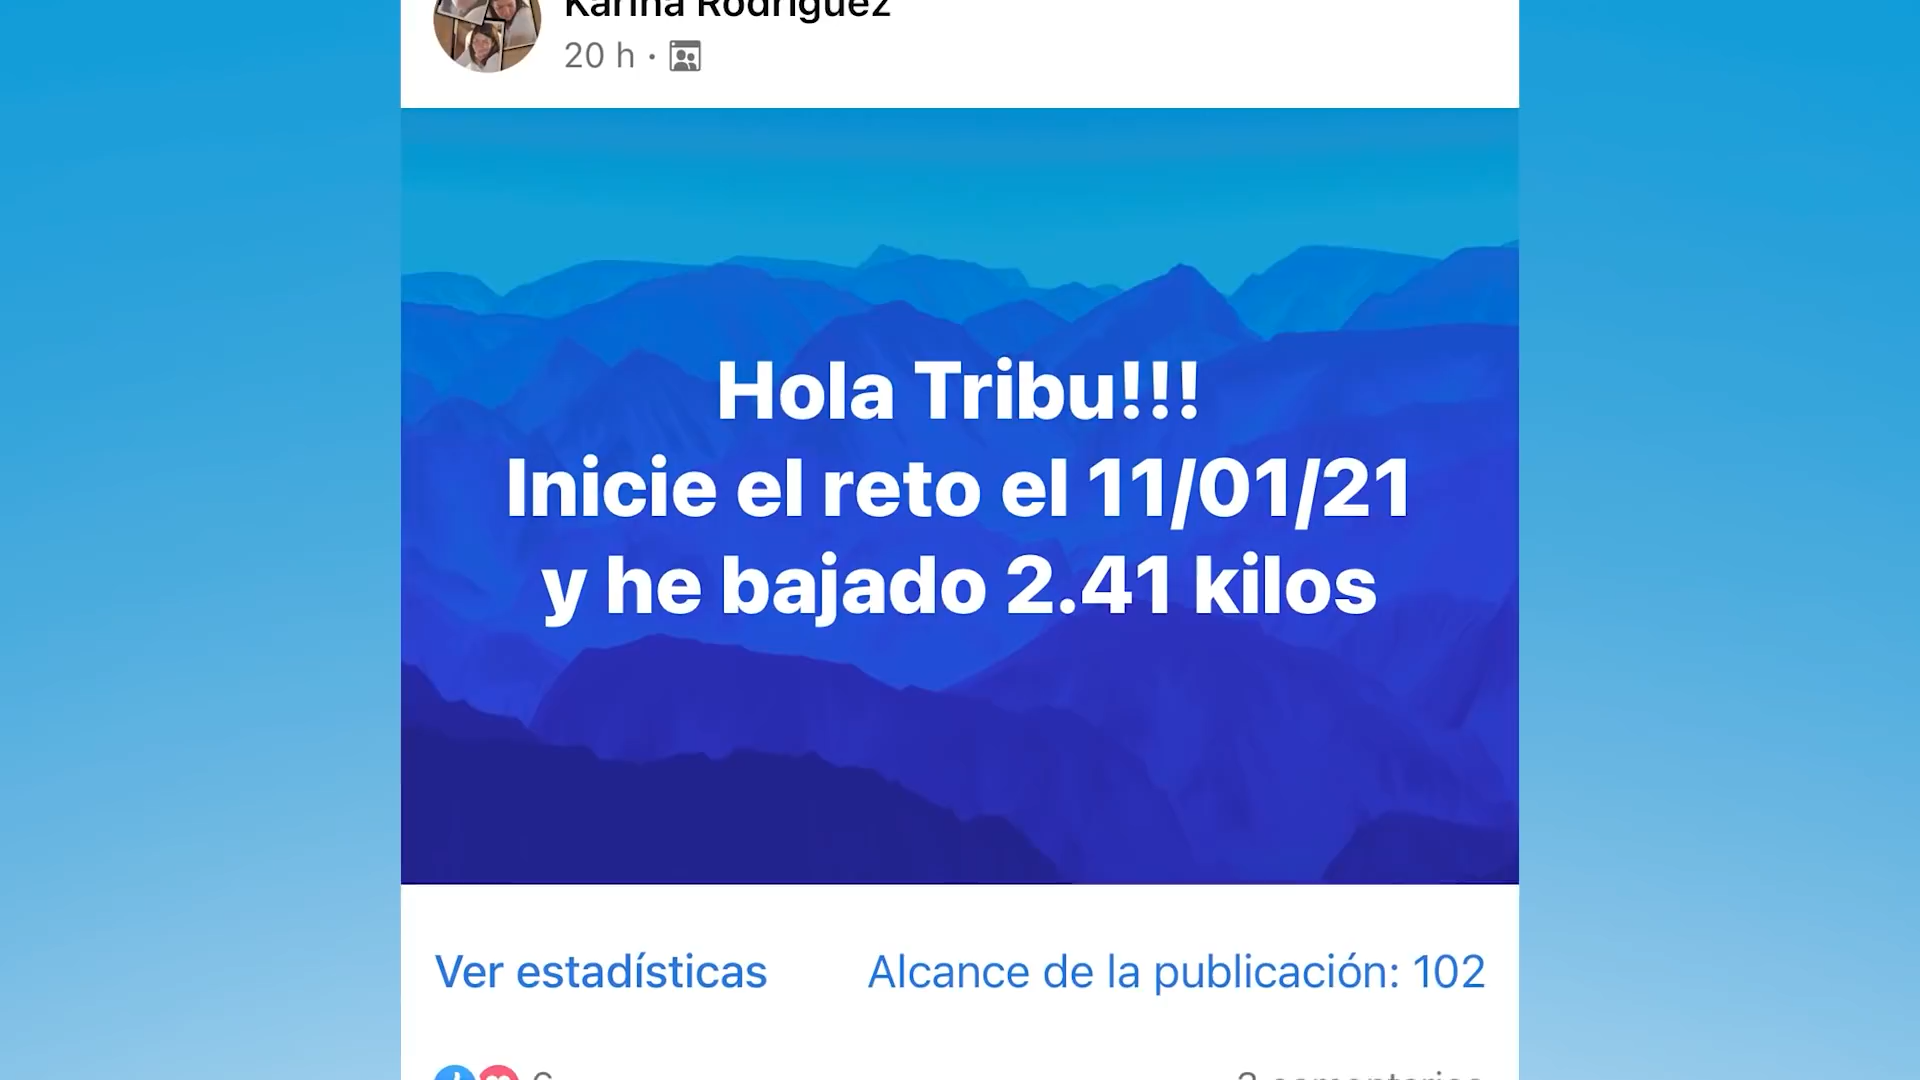 Karina Rodriguez
20 h ·
Hola Tribu!!!
Inicie el reto el 11/01/21
y he bajado 2.41 kilos
Ver estadísticas
Alcance de la publicación: 102
comentarios